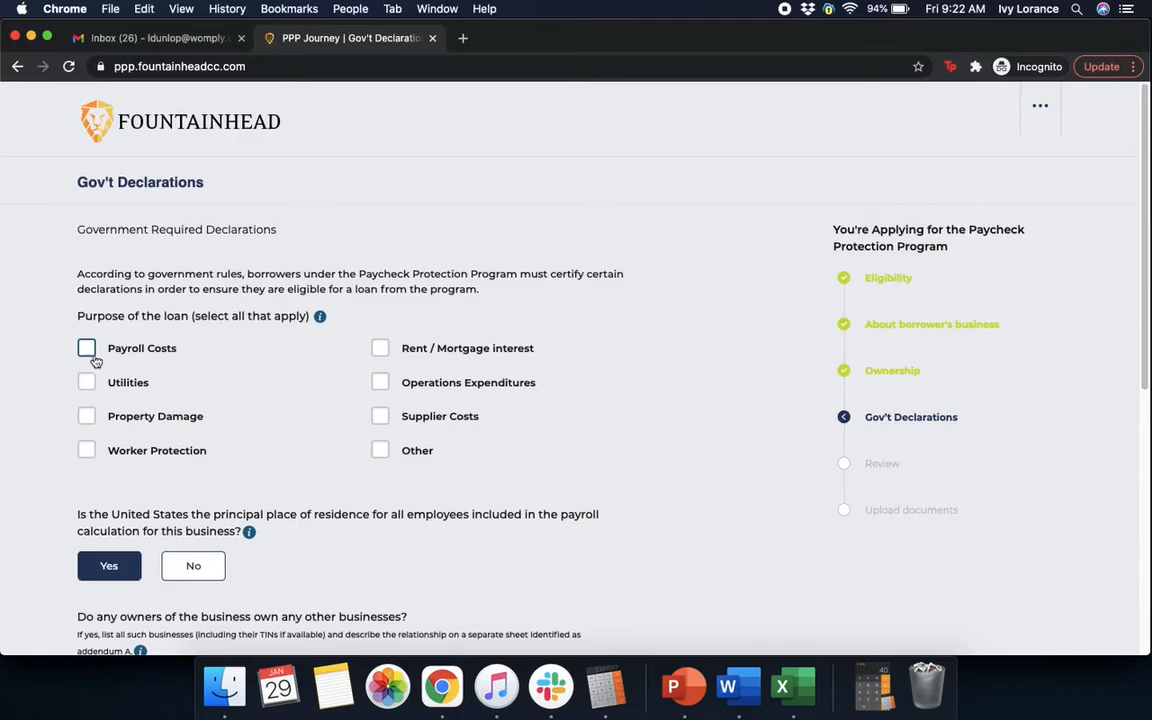 Chrome File Edit View History Bookmarks People Tab Window Help 94% Fri 9:22 AM Ivy Lorance
Inbox (26) - ldunlop@womply. PPP Journey | Gov't Declaratio
ppp.fountainheadcc.com Incognito Update
FOUNTAINHEAD
Gov't Declarations
Government Required Declarations
According to government rules, borrowers under the Paycheck Protection Program must certify certain
declarations in order to ensure they are eligible for a loan from the program.
Purpose of the loan (select all that apply)
Payroll Costs Rent / Mortgage interest
Utilities Operations Expenditures
Property Damage Supplier Costs
Worker Protection Other
Is the United States the principal place of residence for all employees included in the payroll
calculation for this business?
Yes No
Do any owners of the business own any other businesses?
If yes, list all such businesses (including their TINs if available) and describe the relationship on a separate sheet identified as
addendum A.
You're Applying for the Paycheck
Protection Program
Eligibility
About borrower's business
Ownership
Gov't Declarations
Review
Upload documents
29
P W X
40